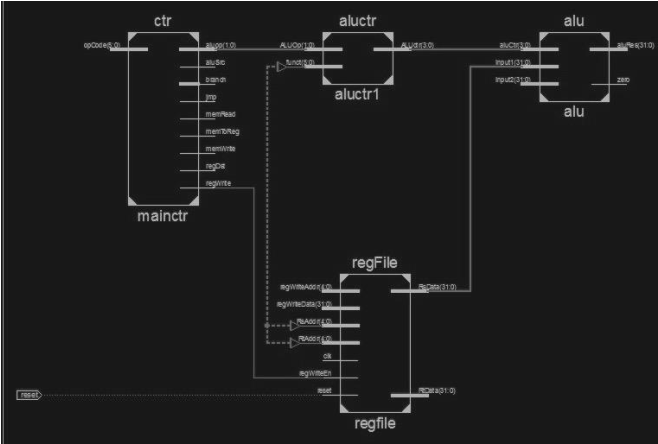 ctr
opCode(5:0)
aluop(1:0)
aluSrc
branch
jmp
memRead
memToReg
memWrite
regDst
regWrite
mainctr
aluctr
ALUOp(1:0)
funct(5:0)
ALUctr(3:0)
aluctr1
alu
aluCtr(3:0)
input1(31:0)
input2(31:0)
aluRes(31:0)
zero
alu
regFile
regWriteAddr(4:0)
regWriteData(31:0)
RsAddr(4:0)
RtAddr(4:0)
clk
regWriteEn
reset
RsData(31:0)
RtData(31:0)
regfile
reset